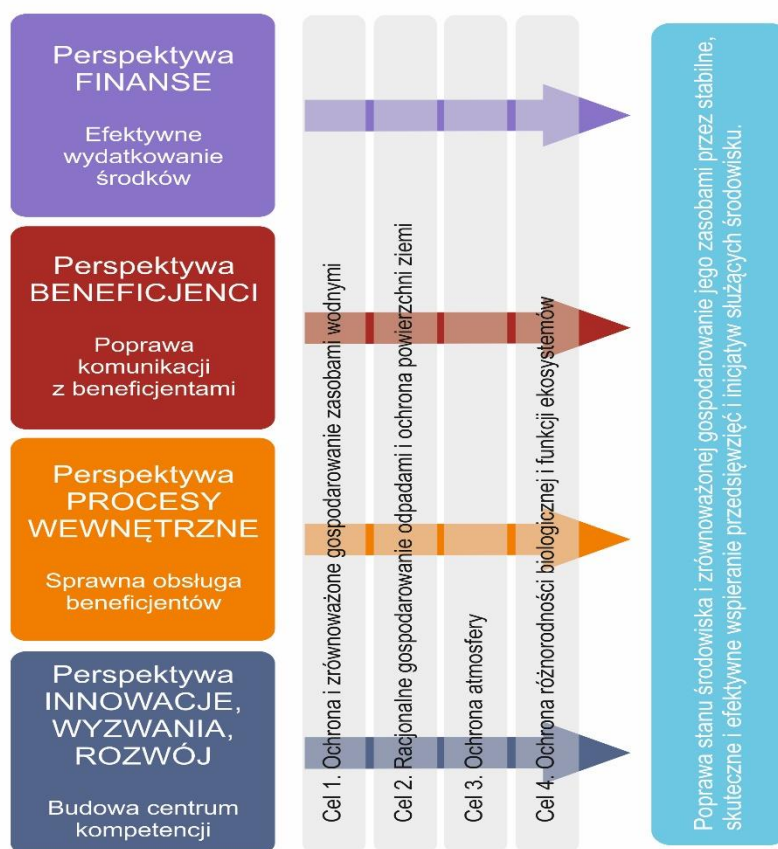 Perspektywa
FINANSE
Efektywne
wydatkowanie
środków
Perspektywa
BENEFICJENCI
Poprawa
komunikacji
z beneficjentami
Perspektywa
PROCESY
WEWNĘTRZNE
Sprawna obsługa
beneficjentów
Perspektywa
INNOWACJE,
WYZWANIA,
ROZWÓJ
Budowa centrum
kompetencji
Cel 1. Ochrona i zrównoważone gospodarowanie zasobami wodnymi
Cel 2. Racjonalne gospodarowanie odpadami i ochrona powierzchni ziemi
Cel 3. Ochrona atmosfery
Cel 4. Ochrona różnorodności biologicznej i funkcji ekosystemów
Poprawa stanu środowiska i zrównoważonej gospodarowanie jego zasobami przez stabilne,
skuteczne i efektywne wspieranie przedsięwzięć i inicjatyw służących środowisku.